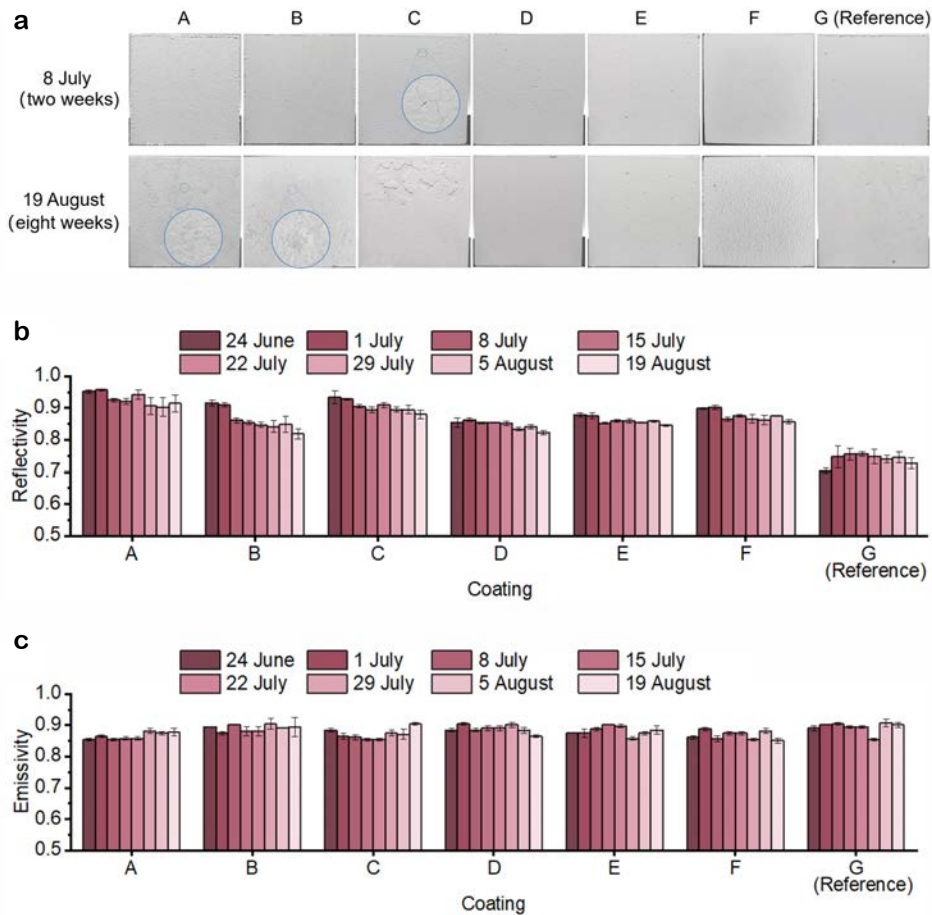 a
A B C D E F G (Reference)
8 July
(two weeks)
19 August
(eight weeks)
b
24 June 1 July 8 July 15 July
22 July 29 July 5 August 19 August
1.0
0.9
0.8
0.7
0.6
0.5
Reflectivity
A B C D E F G
(Reference)
Coating
c
24 June 1 July 8 July 15 July
22 July 29 July 5 August 19 August
1.0
0.9
0.8
0.7
0.6
0.5
Emissivity
A B C D E F G
(Reference)
Coating